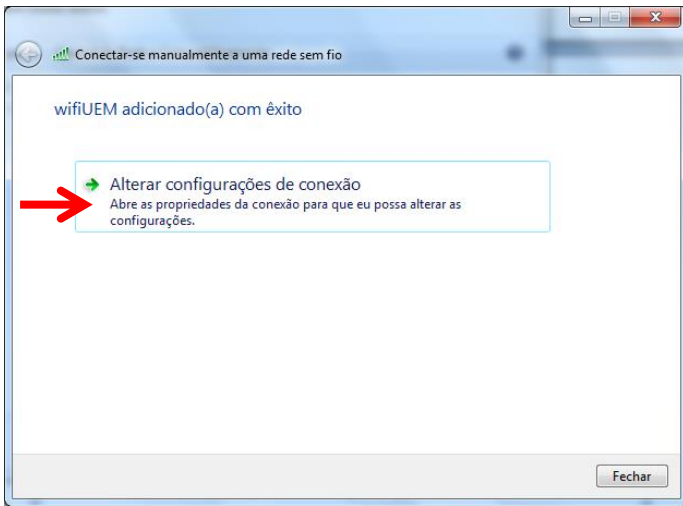 Conectar-se manualmente a uma rede sem fio
wifiUEM adicionado(a) com êxito
Alterar configurações de conexão
Abre as propriedades da conexão para que eu possa alterar as
configurações.
Fechar